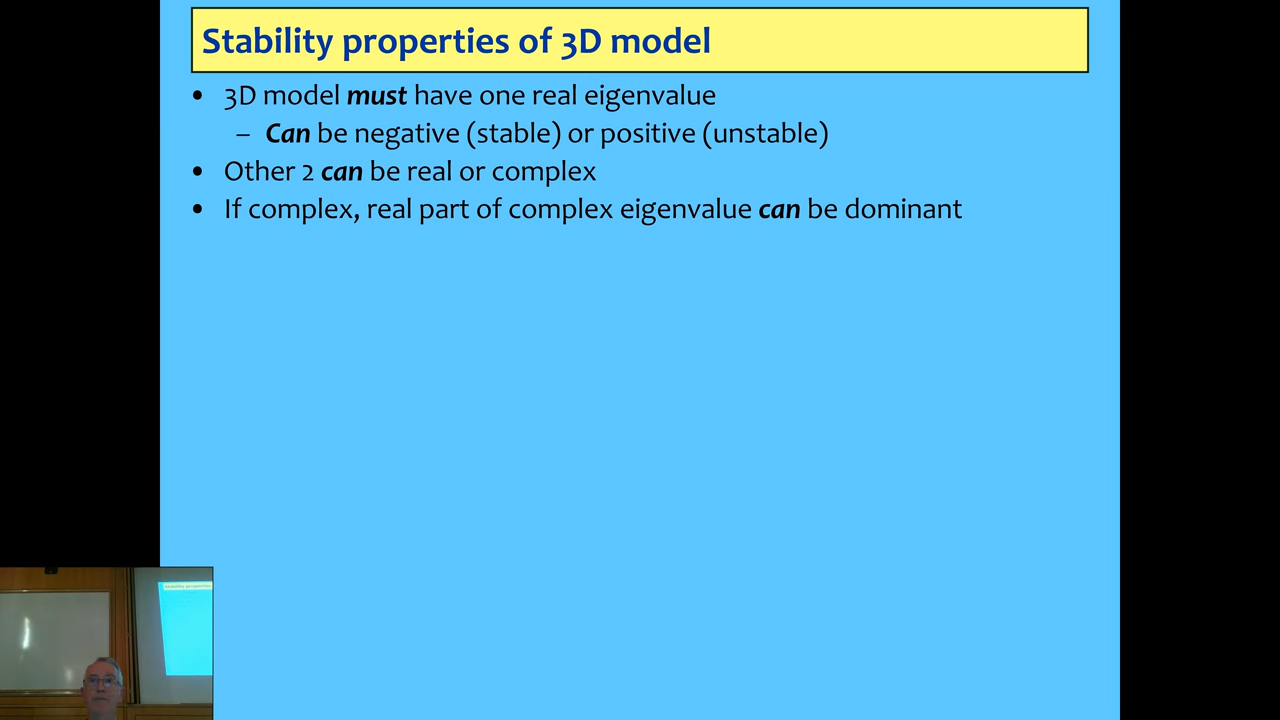 Stability properties of 3D model
• 3D model must have one real eigenvalue
– Can be negative (stable) or positive (unstable)
• Other 2 can be real or complex
• If complex, real part of complex eigenvalue can be dominant